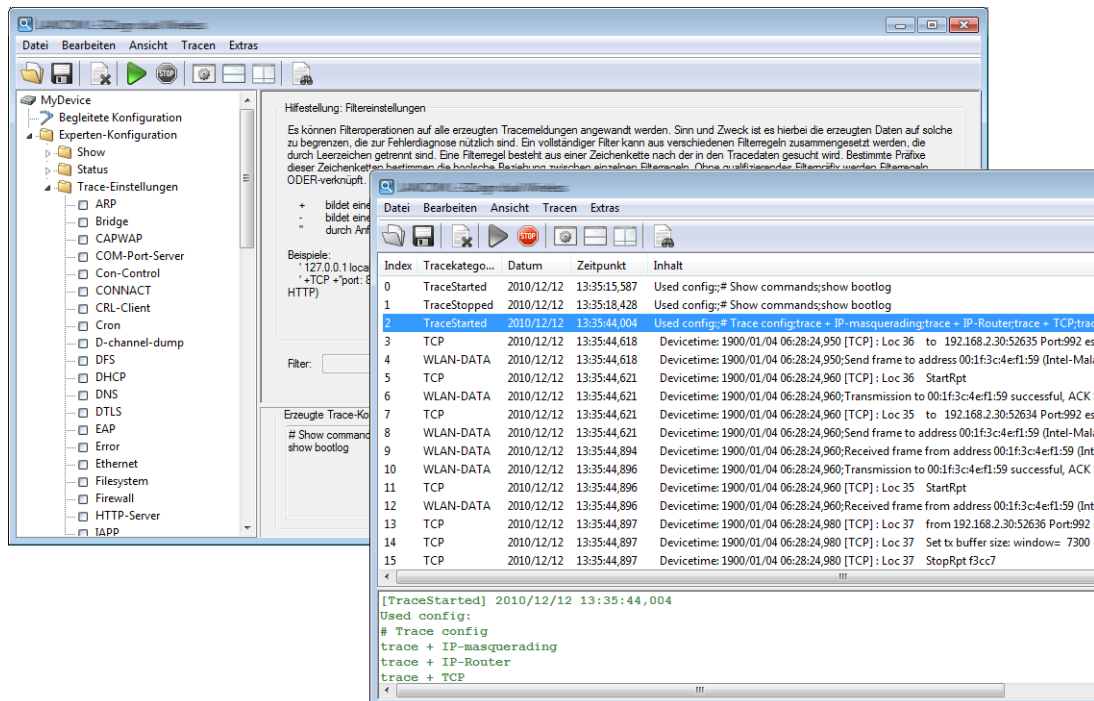 Datei Bearbeiten Ansicht Tracen Extras
STOP
MyDevice
Begleitete Konfiguration
Experten-Konfiguration
Show
Status
Trace-Einstellungen
ARP
Bridge
CAPWAP
COM-Port-Server
Con-Control
CONNACT
CRL-Client
Cron
D-channel-dump
DFS
DHCP
DNS
DTLS
EAP
Error
Ethernet
Filesystem
Firewall
HTTP-Server
IAPP
Hilfestellung: Filtereinstellungen
Es können Filteroperationen auf alle erzeugten Tracemeldungen angewandt werden. Sinn und Zweck ist es hierbei die erzeugten Daten auf solche
zu begrenzen, die zur Fehlerdiagnose nützlich sind. Ein vollständiger Filter kann aus verschiedenen Filterregeln zusammengesetzt werden, die
durch Leerzeichen getrennt sind. Eine Filterregel besteht aus einer Zeichenkette nach der in den Tracedaten gesucht wird. Bestimmte Präfixe
dieser Zeichenketten bestimmen die boolsche Beziehung zwischen einzelnen Filterregeln. Ohne qualifizierendes Filterpräfix werden Filterregeln
ODER-verknüpft.
+ bildet eine
- bildet eine
" durch Anf
Beispiele:
' 127.0.0.1 loca
' +TCP +"port: 8
HTTP)
Filter:
Erzeugte Trace-Ko
# Show command
show bootlog
Datei Bearbeiten Ansicht Tracen Extras
STOP
Index Tracekatego... Datum Zeitpunkt Inhalt
0 TraceStarted 2010/12/12 13:35:15,587 Used config:;# Show commands;show bootlog
1 TraceStopped 2010/12/12 13:35:18,428 Used config:;# Show commands;show bootlog
2 TraceStarted 2010/12/12 13:35:44,004 Used config:;# Trace config;trace + IP-masquerading;trace + IP-Router;trace + TCP;trac
3 TCP 2010/12/12 13:35:44,618 Devicetime: 1900/01/04 06:28:24,950 [TCP] : Loc 36 to 192.168.2.30:52635 Port:992 es
4 WLAN-DATA 2010/12/12 13:35:44,618 Devicetime: 1900/01/04 06:28:24,950;Send frame to address 00:1f:3c:4e:f1:59 (Intel-Mala
5 TCP 2010/12/12 13:35:44,621 Devicetime: 1900/01/04 06:28:24,960 [TCP] : Loc 36 StartRpt
6 WLAN-DATA 2010/12/12 13:35:44,621 Devicetime: 1900/01/04 06:28:24,960;Transmission to 00:1f:3c:4e:f1:59 successful, ACK
7 TCP 2010/12/12 13:35:44,621 Devicetime: 1900/01/04 06:28:24,960 [TCP] : Loc 35 to 192.168.2.30:52634 Port:992 es
8 WLAN-DATA 2010/12/12 13:35:44,621 Devicetime: 1900/01/04 06:28:24,960;Send frame to address 00:1f:3c:4e:f1:59 (Intel-Mala
9 WLAN-DATA 2010/12/12 13:35:44,894 Devicetime: 1900/01/04 06:28:24,960;Received frame from address 00:1f:3c:4e:f1:59 (Int
10 WLAN-DATA 2010/12/12 13:35:44,896 Devicetime: 1900/01/04 06:28:24,960;Transmission to 00:1f:3c:4e:f1:59 successful, ACK
11 TCP 2010/12/12 13:35:44,896 Devicetime: 1900/01/04 06:28:24,960 [TCP] : Loc 35 StartRpt
12 WLAN-DATA 2010/12/12 13:35:44,896 Devicetime: 1900/01/04 06:28:24,960;Received frame from address 00:1f:3c:4e:f1:59 (Int
13 TCP 2010/12/12 13:35:44,897 Devicetime: 1900/01/04 06:28:24,980 [TCP] : Loc 37 from 192.168.2.30:52636 Port:992
14 TCP 2010/12/12 13:35:44,897 Devicetime: 1900/01/04 06:28:24,980 [TCP] : Loc 37 Set tx buffer size: window= 7300
15 TCP 2010/12/12 13:35:44,897 Devicetime: 1900/01/04 06:28:24,980 [TCP] : Loc 37 StopRpt f3cc7
[TraceStarted] 2010/12/12 13:35:44,004
Used config:
# Trace config
trace + IP-masquerading
trace + IP-Router
trace + TCP